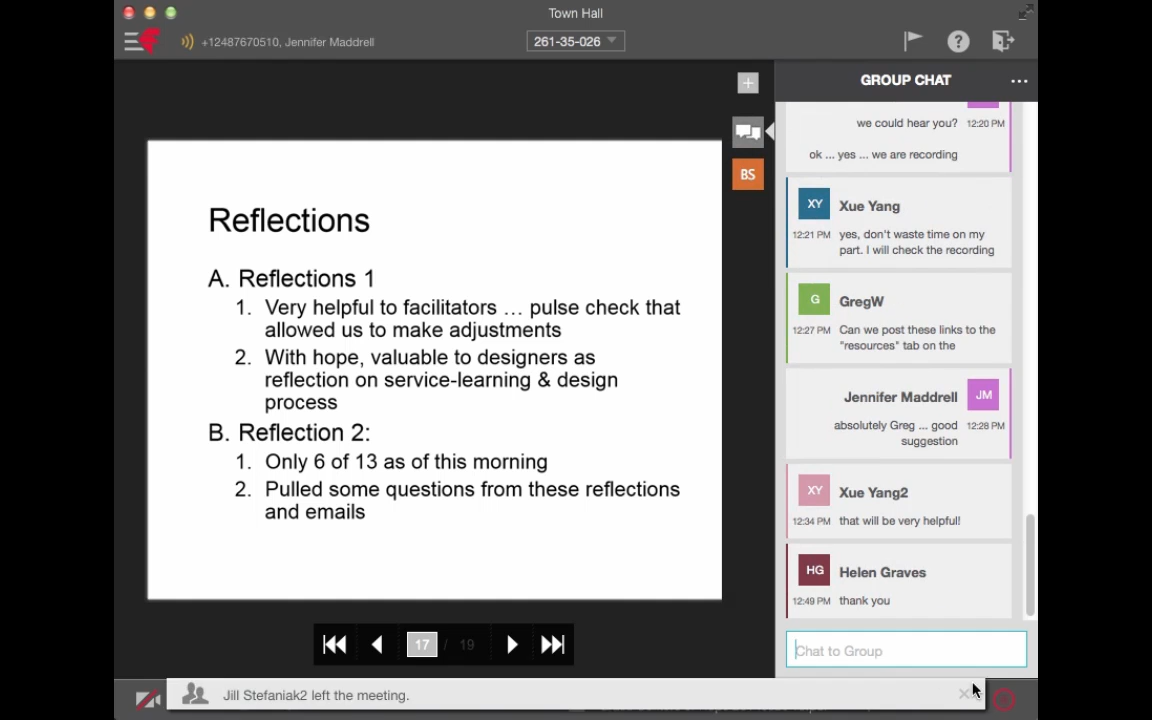 Town Hall
+12487670510, Jennifer Maddrell
261-35-026
?
GROUP CHAT
...
+
BS
we could hear you? 12:20 PM
ok ... yes ... we are recording
XY Xue Yang
12:21 PM yes, don't waste time on my
part. I will check the recording
G GregW
12:27 PM Can we post these links to the
"resources" tab on the
Jennifer Maddrell JM
absolutely Greg ... good 12:28 PM
suggestion
XY Xue Yang2
12:34 PM that will be very helpful!
HG Helen Graves
12:49 PM thank you
Chat to Group
Reflections
A. Reflections 1
1. Very helpful to facilitators … pulse check that
allowed us to make adjustments
2. With hope, valuable to designers as
reflection on service-learning & design
process
B. Reflection 2:
1. Only 6 of 13 as of this morning
2. Pulled some questions from these reflections
and emails
17 / 19
Jill Stefaniak2 left the meeting.